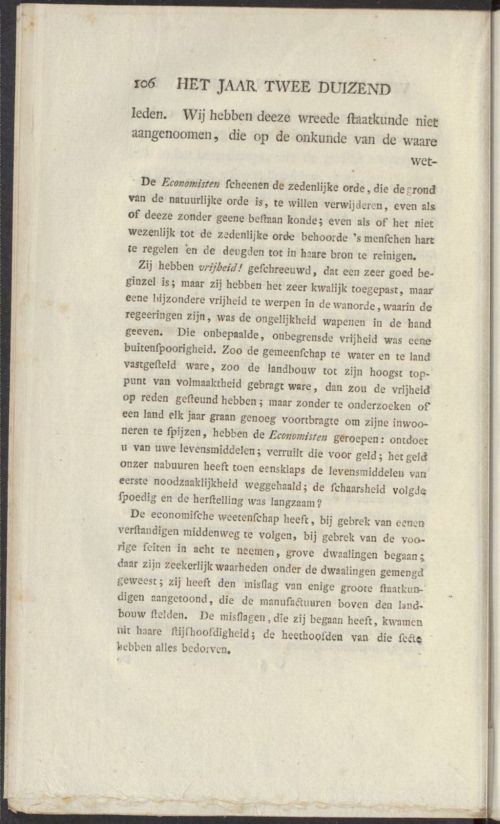 106 HET JAAR TWEE DUIZEND
leden. Wij hebben deeze wreede ſtaatkunde niet
aangenoomen, die op de onkunde van de waare
wet-
De Economisten ſcheenen de zedenlijke orde, die de grond
van de natuurlijke orde is, te willen verwijderen, even als
of deeze zonder geene beſtaan konde; even als of het niet
wezenlijk tot de zedenlijke orde behoorde 's menſchen hart
te regelen en de deugden tot in haare bron te reinigen.
Zij hebben vrijheid! geſchreeuwd, dat een zeer goed be-
ginzel is; maar zij hebben het zeer kwalijk toegepast, maar
eene bijzondere vrijheid te werpen in de wanorde, waarin de
regeeringen zijn, was de ongelijkheid wapenen in de hand
geeven. Die onbepaalde, onbegrensde vrijheid was eene
buitenſpoorigheid. Zoo de gemeenſchap te water en te land
vastgeſteld ware, zoo de landbouw tot zijn hoogst top-
punt van volmaaktheid gebragt ware, dan zou de vrijheid
op reden geſteund hebben; maar zonder te onderzoeken of
een land elk jaar graan genoeg voortbragte om zijne inwoo-
neren te ſpijzen, hebben de Economisten geroepen: ontdoet
u van uwe levensmiddelen; verruilt die voor geld; het geld
onzer nabuuren heeft toen eensklaps de levensmiddelen van
eerste noodzaaklijkheid weggehaald; de ſchaarsheid volgde
ſpoedig en de herſtelling was langzaam?
De economiſche weetenſchap heeft, bij gebrek van eenen
verſtandigen middenweg te volgen, bij gebrek van de voo-
rige feiten in acht te neemen, grove dwaalingen begaan;
daar zijn zeekerlijk waarheden onder de dwaalingen gemengd
geweest; zij heeft den misſlag van enige groote ſtaatkun-
digen aangetoond, die de manufactuuren boven den land-
bouw ſtelden. De misſlagen, die zij begaan heeft, kwamen
uit haare ſtijfhoofdigheid; de heethoofden van die ſecte
hebben alles bedorven.